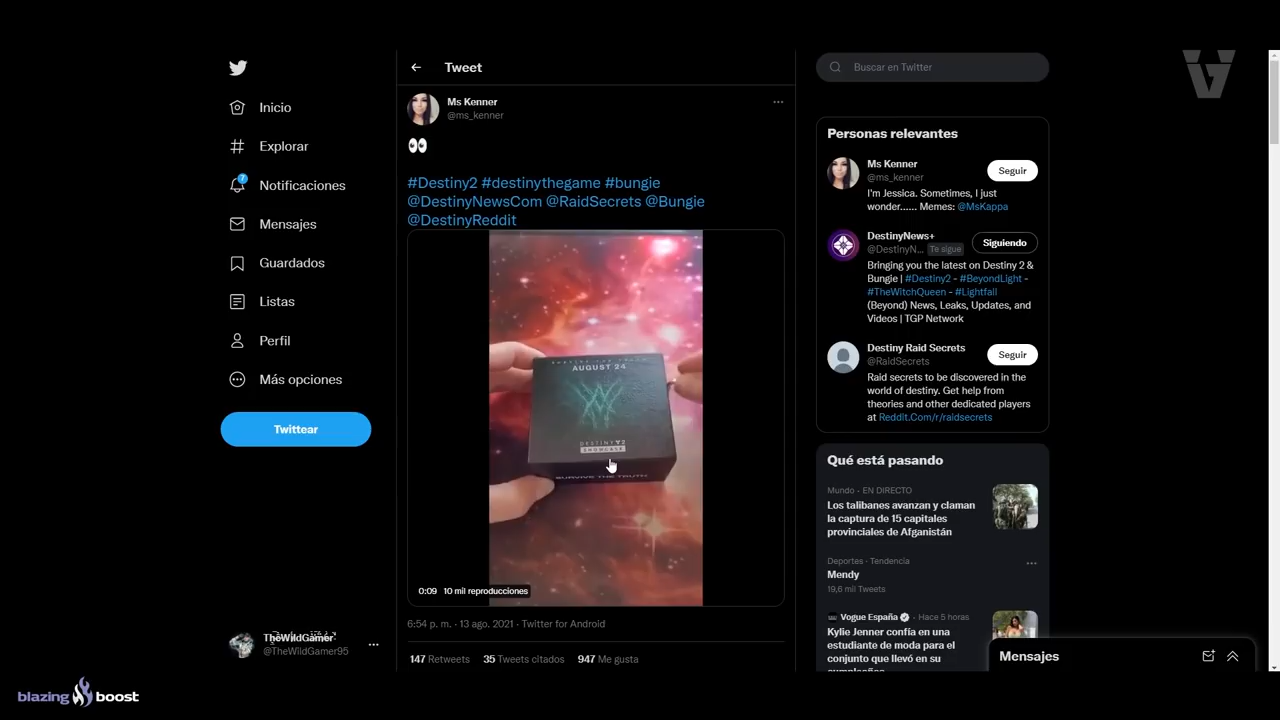 Tweet
Buscar en Twitter
Inicio
Explorar
7
Notificaciones
Mensajes
Guardados
Listas
Perfil
Más opciones
Twittear
TheWildGamer
@TheWildGamer95
Ms Kenner
@ms_kenner
#Destiny2 #destinythegame #bungie
@DestinyNewsCom @RaidSecrets @Bungie
@DestinyReddit
AUGUST 24
DESTINY 2
SHOWCASE
SURVIVE THE TRUTH
0:09 10 mil reproducciones
6:54 p. m. · 13 ago. 2021 · Twitter for Android
147 Retweets 35 Tweets citados 947 Me gusta
Personas relevantes
Ms Kenner
@ms_kenner
Seguir
I'm Jessica. Sometimes, I just
wonder...... Memes: @MsKappa
DestinyNews+
@DestinyN... Te sigue
Siguiendo
Bringing you the latest on Destiny 2 &
Bungie | #Destiny2 - #BeyondLight -
#TheWitchQueen - #Lightfall
(Beyond) News, Leaks, Updates, and
Videos | TGP Network
Destiny Raid Secrets
@RaidSecrets
Seguir
Raid secrets to be discovered in the
world of destiny. Get help from
theories and other dedicated players
at Reddit.Com/r/raidsecrets
Qué está pasando
Mundo · EN DIRECTO
Los talibanes avanzan y claman
la captura de 15 capitales
provinciales de Afganistán
Deportes · Tendencia
Mendy
19,6 mil Tweets
Vogue España · Hace 5 horas
Kylie Jenner confía en una
estudiante de moda para el
conjunto que llevó en su
Mensajes
blazing boost